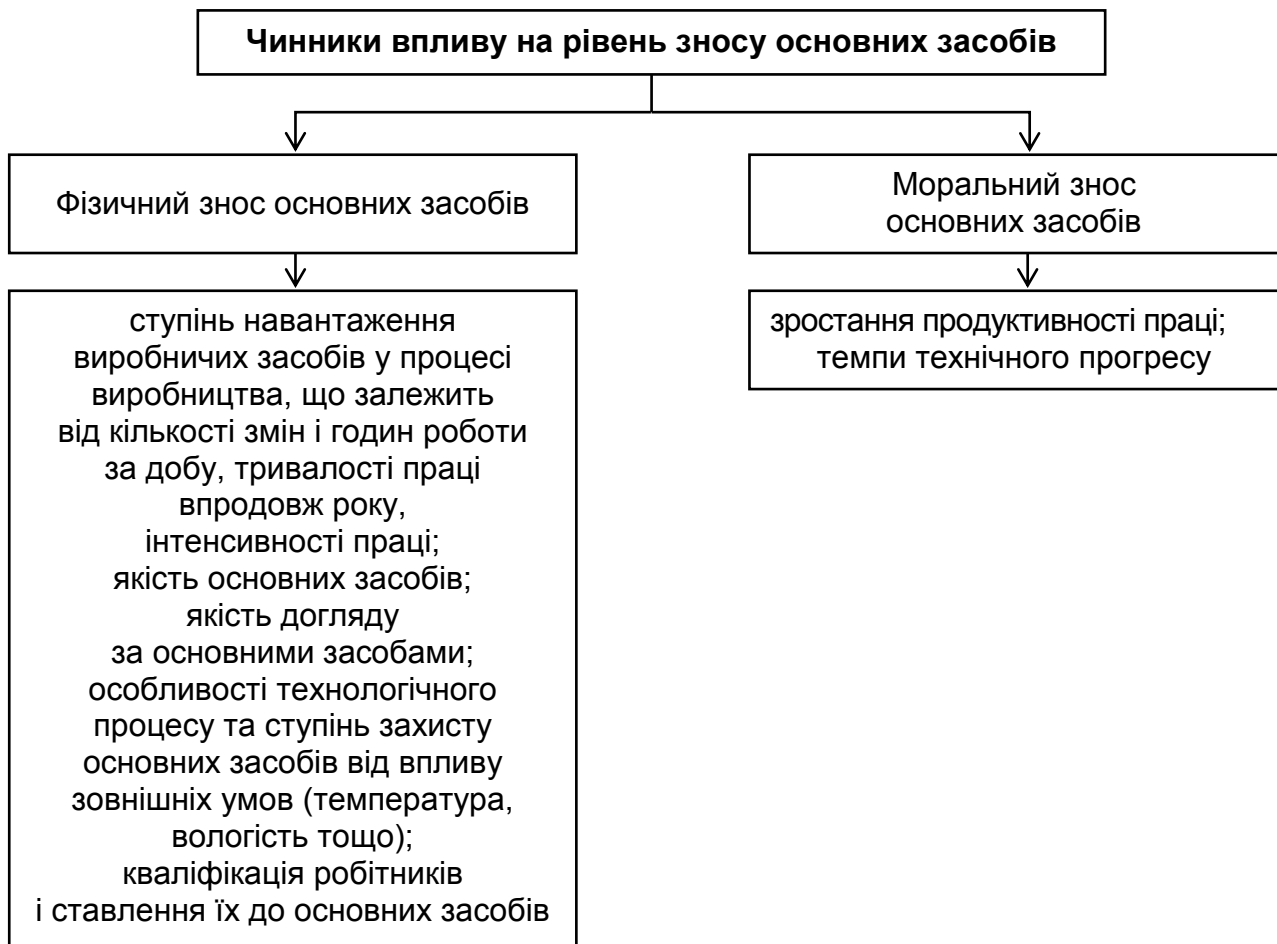 Чинники впливу на рівень зносу основних засобів
Фізичний знос основних засобів
Моральний знос
основних засобів
ступінь навантаження
виробничих засобів у процесі
виробництва, що залежить
від кількості змін і годин роботи
за добу, тривалості праці
впродовж року,
інтенсивності праці;
якість основних засобів;
якість догляду
за основними засобами;
особливості технологічного
процесу та ступінь захисту
основних засобів від впливу
зовнішніх умов (температура,
вологість тощо);
кваліфікація робітників
і ставлення їх до основних засобів
зростання продуктивності праці;
темпи технічного прогресу